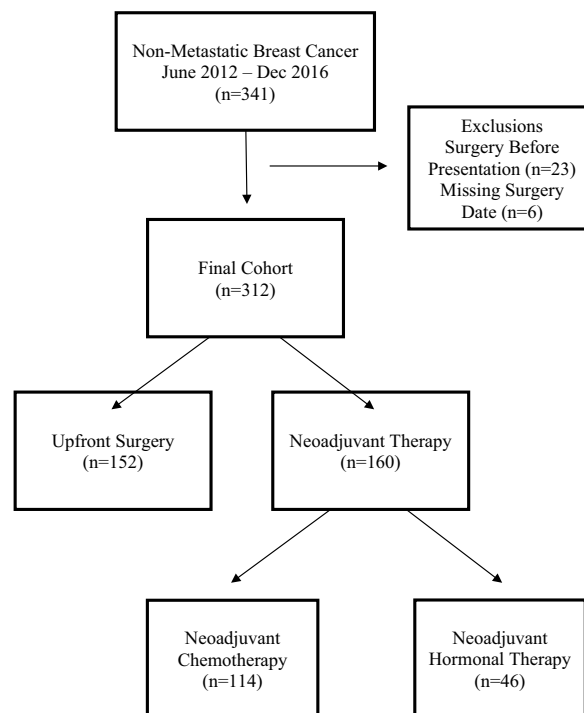 Non-Metastatic Breast Cancer
June 2012 – Dec 2016
(n=341)
Exclusions
Surgery Before
Presentation (n=23)
Missing Surgery
Date (n=6)
Final Cohort
(n=312)
Upfront Surgery
(n=152)
Neoadjuvant Therapy
(n=160)
Neoadjuvant
Chemotherapy
(n=114)
Neoadjuvant
Hormonal Therapy
(n=46)